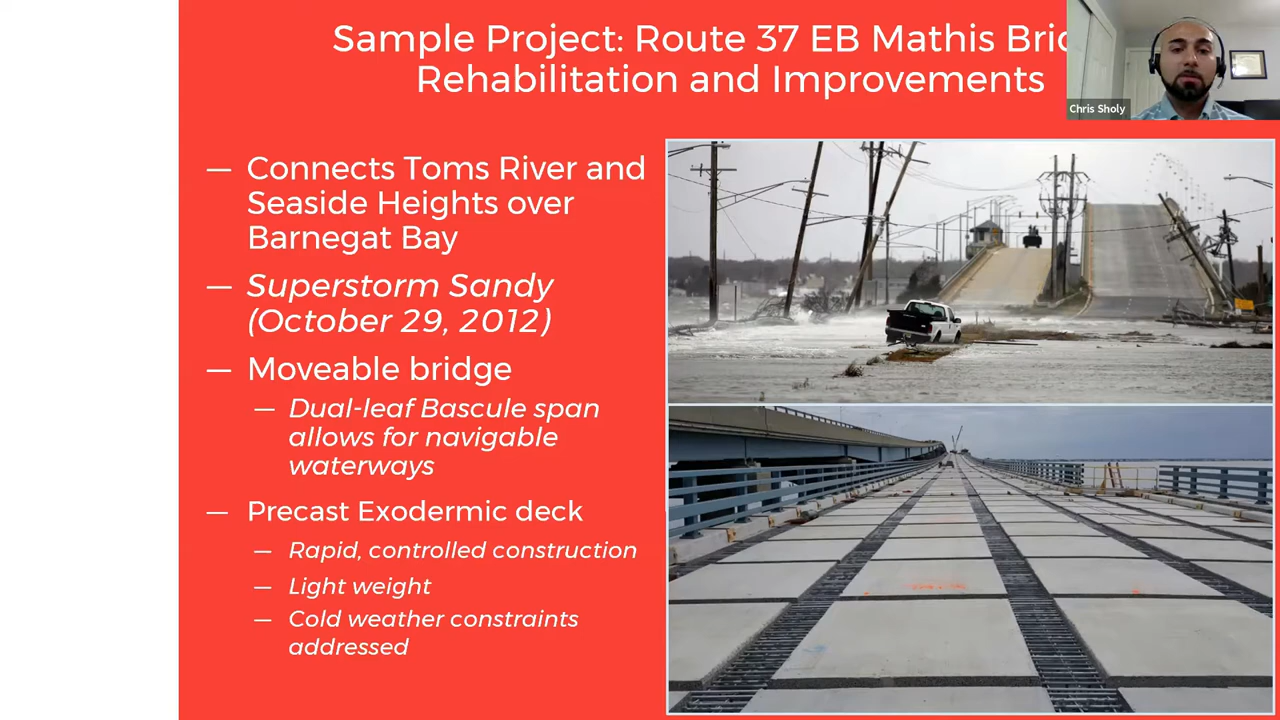 Sample Project: Route 37 EB Mathis Bri
Rehabilitation and Improvements
Chris Sholy
— Connects Toms River and
Seaside Heights over
Barnegat Bay
— Superstorm Sandy
(October 29, 2012)
— Moveable bridge
— Dual-leaf Bascule span
allows for navigable
waterways
— Precast Exodermic deck
— Rapid, controlled construction
— Light weight
— Cold weather constraints
addressed